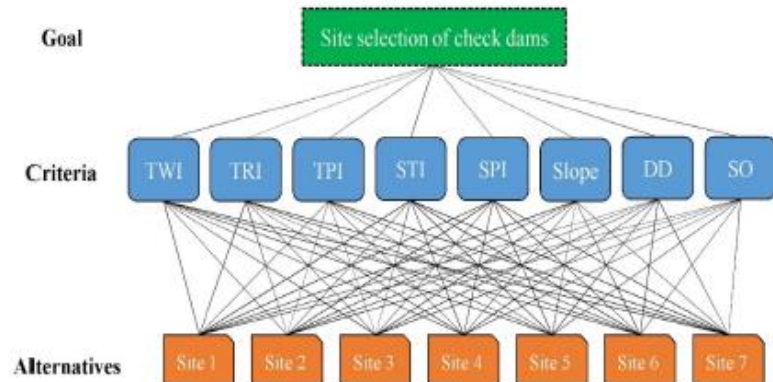 Goal
Site selection of check dams
Criteria
TWI
TRI
TPI
STI
SPI
Slope
DD
SO
Alternatives
Site 1
Site 2
Site 3
Site 4
Site 5
Site 6
Site 7